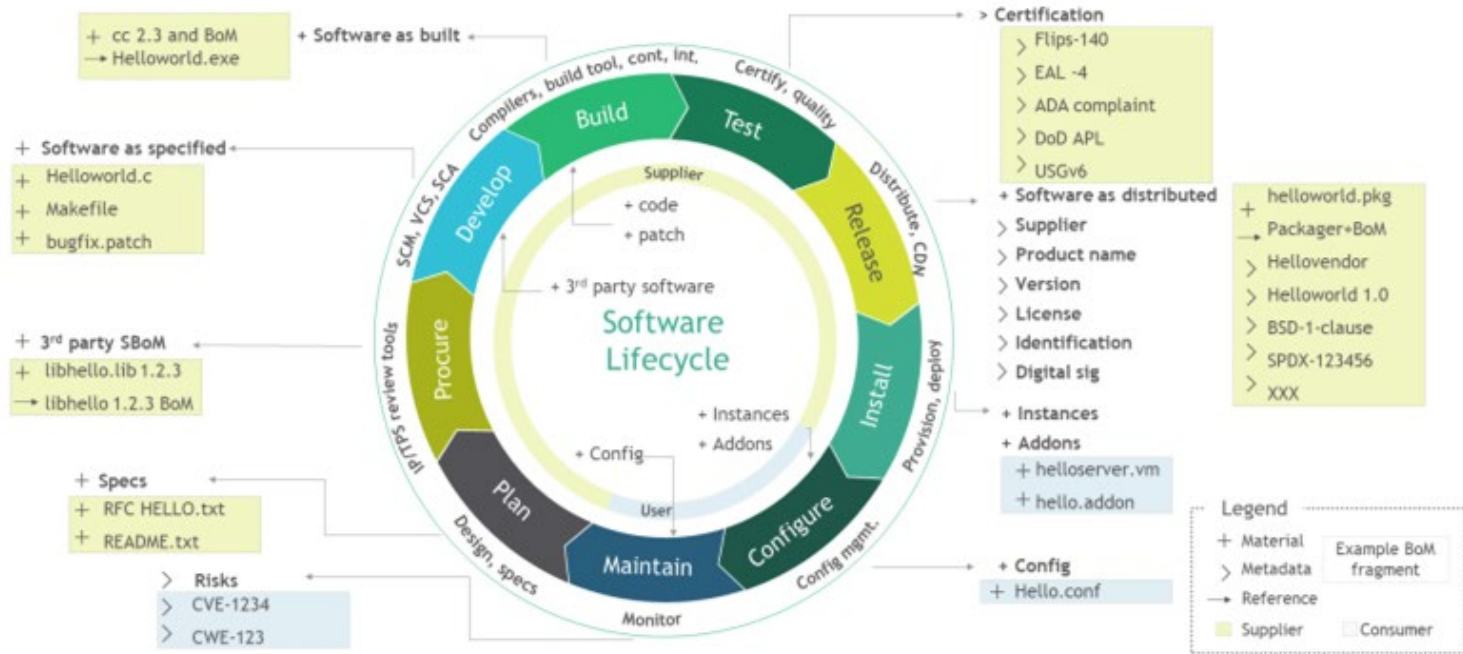 + cc 2.3 and BoM
→ Helloworld.exe
+ Software as built
+ Software as specified
+ Helloworld.c
+ Makefile
+ bugfix.patch
+ 3rd party SBoM
+ libhello.lib 1.2.3
→ libhello 1.2.3 BoM
+ Specs
+ RFC HELLO.txt
+ README.txt
> Risks
> CVE-1234
> CWE-123
Compilers, build tool, cont, int.
Certify, quality
Distribute, CDN
Provision, deploy
Config mgmt.
Monitor
Design, specs
IP/TPS review tools
SCM, VCS, SCA
Build
Test
Release
Install
Configure
Maintain
Plan
Procure
Develop
Supplier
+ code
+ patch
+ 3rd party software
Software
Lifecycle
+ Instances
+ Addons
+ Config
User
> Certification
> Flips-140
> EAL -4
> ADA complaint
> DoD APL
> USGv6
+ Software as distributed
> Supplier
> Product name
> Version
> License
> Identification
> Digital sig
+ helloworld.pkg
→ Packager+BoM
> Hellovendor
> Helloworld 1.0
> BSD-1-clause
> SPDX-123456
> XXX
+ Instances
+ Addons
+ helloserver.vm
+ hello.addon
+ Config
+ Hello.conf
Legend
+ Material
> Metadata
→ Reference
Example BoM
fragment
Supplier
Consumer